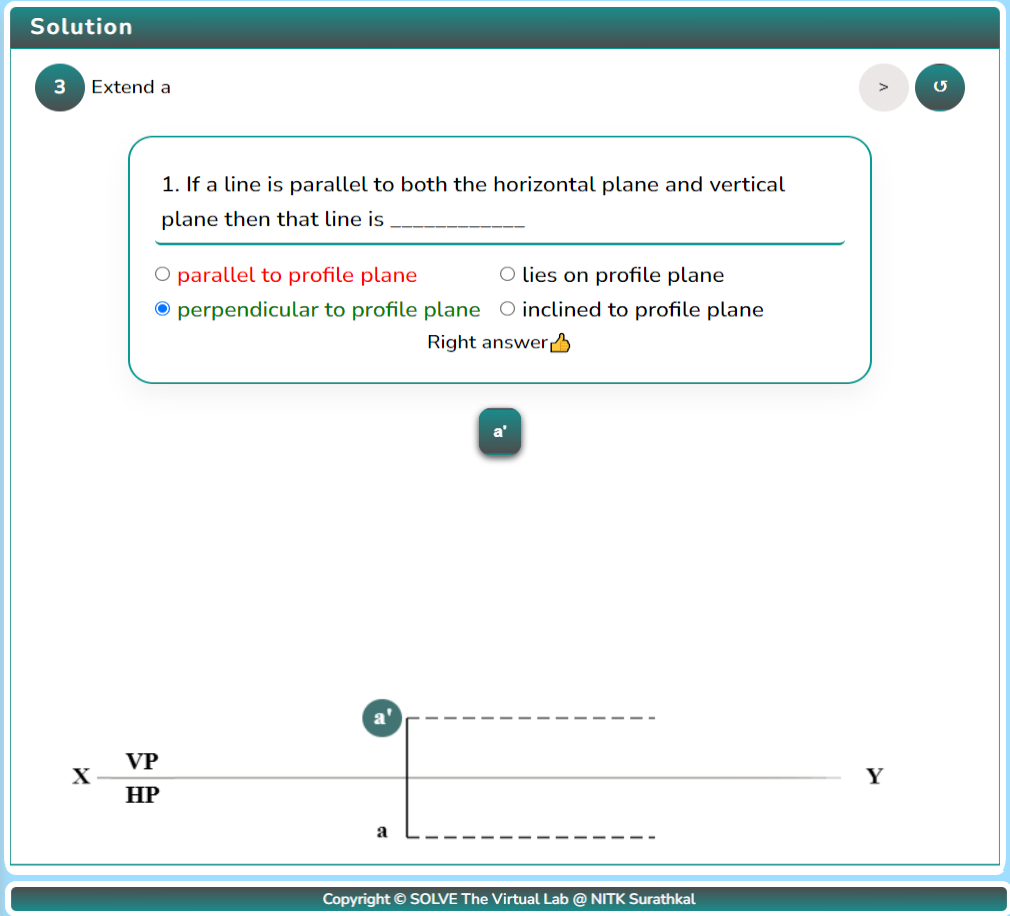 Solution
3 Extend a > ↺
1. If a line is parallel to both the horizontal plane and vertical
plane then that line is ____________
parallel to profile plane lies on profile plane
perpendicular to profile plane inclined to profile plane
Right answer👍
a'
a'
VP
X Y
HP
a
Copyright © SOLVE The Virtual Lab @ NITK Surathkal